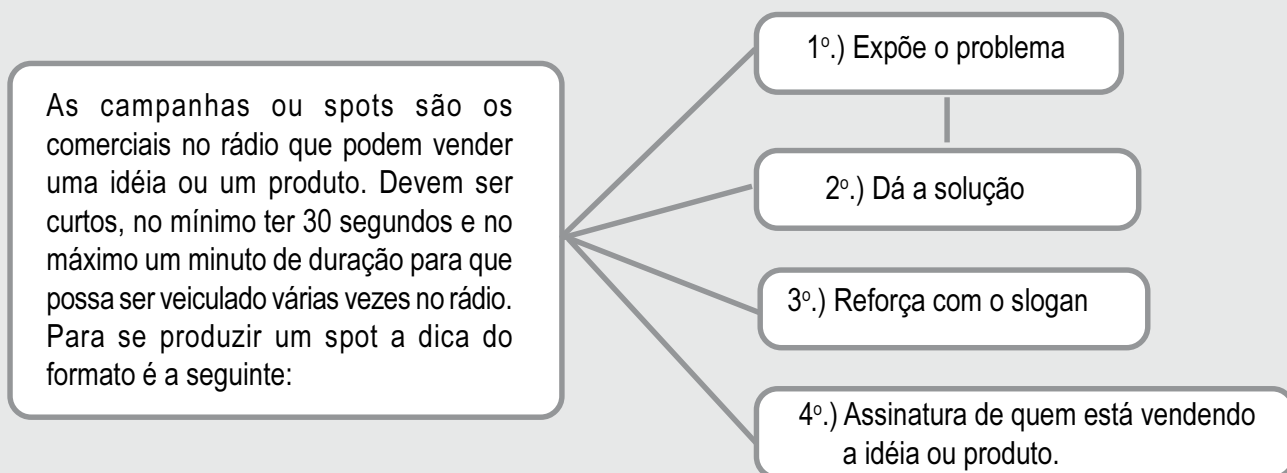 As campanhas ou spots são os
comerciais no rádio que podem vender
uma idéia ou um produto. Devem ser
curtos, no mínimo ter 30 segundos e no
máximo um minuto de duração para que
possa ser veiculado várias vezes no rádio.
Para se produzir um spot a dica do
formato é a seguinte:
1º.) Expõe o problema
2º.) Dá a solução
3º.) Reforça com o slogan
4º.) Assinatura de quem está vendendo
a idéia ou produto.